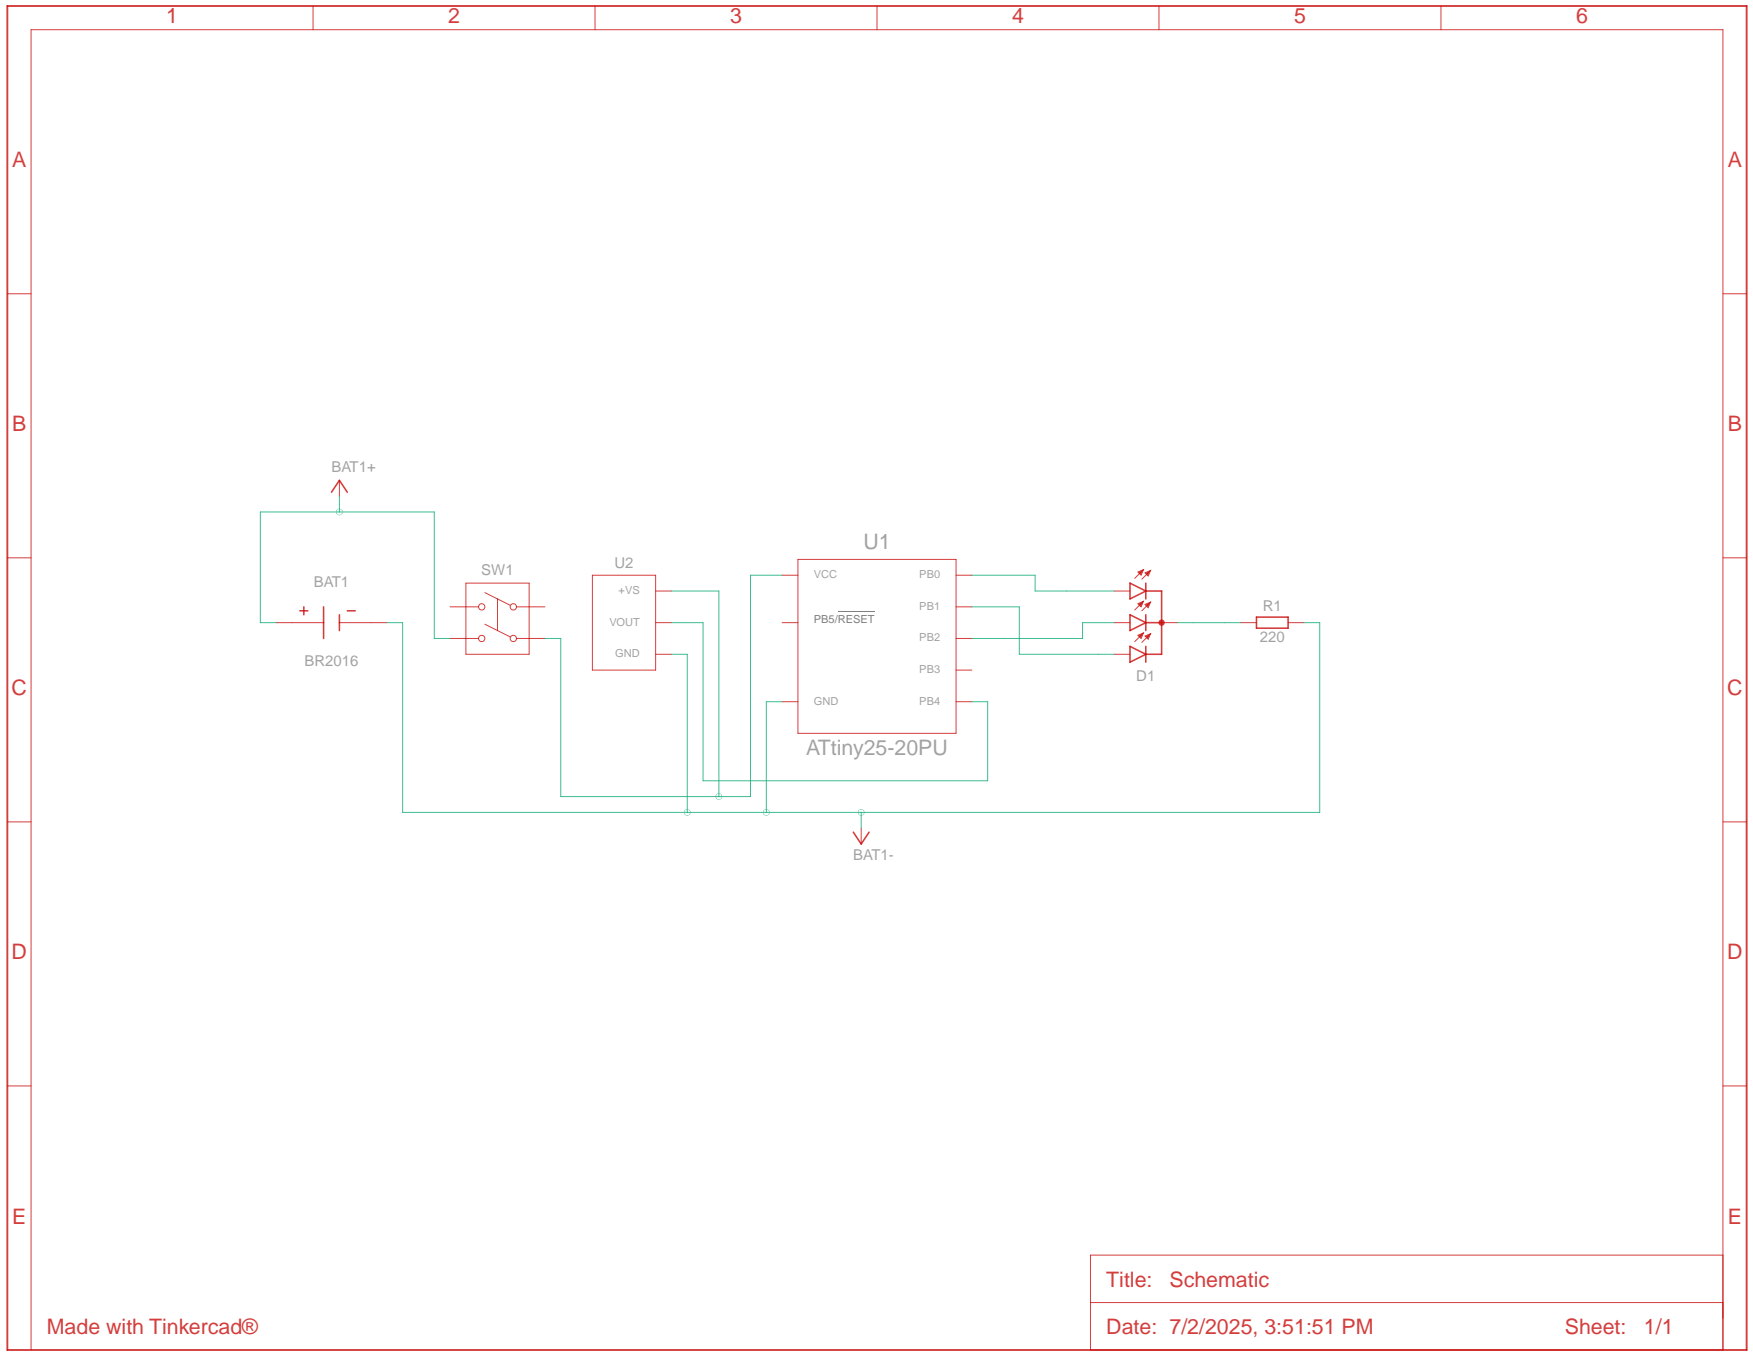 1 2 3 4 5 6
A A
B B
BAT1+
U1
BAT1 SW1 U2
+ −
+VS
VOUT
GND
BR2016
VCC PB0
PB5/RESET PB1
PB2
PB3
GND PB4
ATtiny25-20PU
R1
220
D1
C C
BAT1-
D D
E E
Title: Schematic
Made with Tinkercad® Date: 7/2/2025, 3:51:51 PM Sheet: 1/1